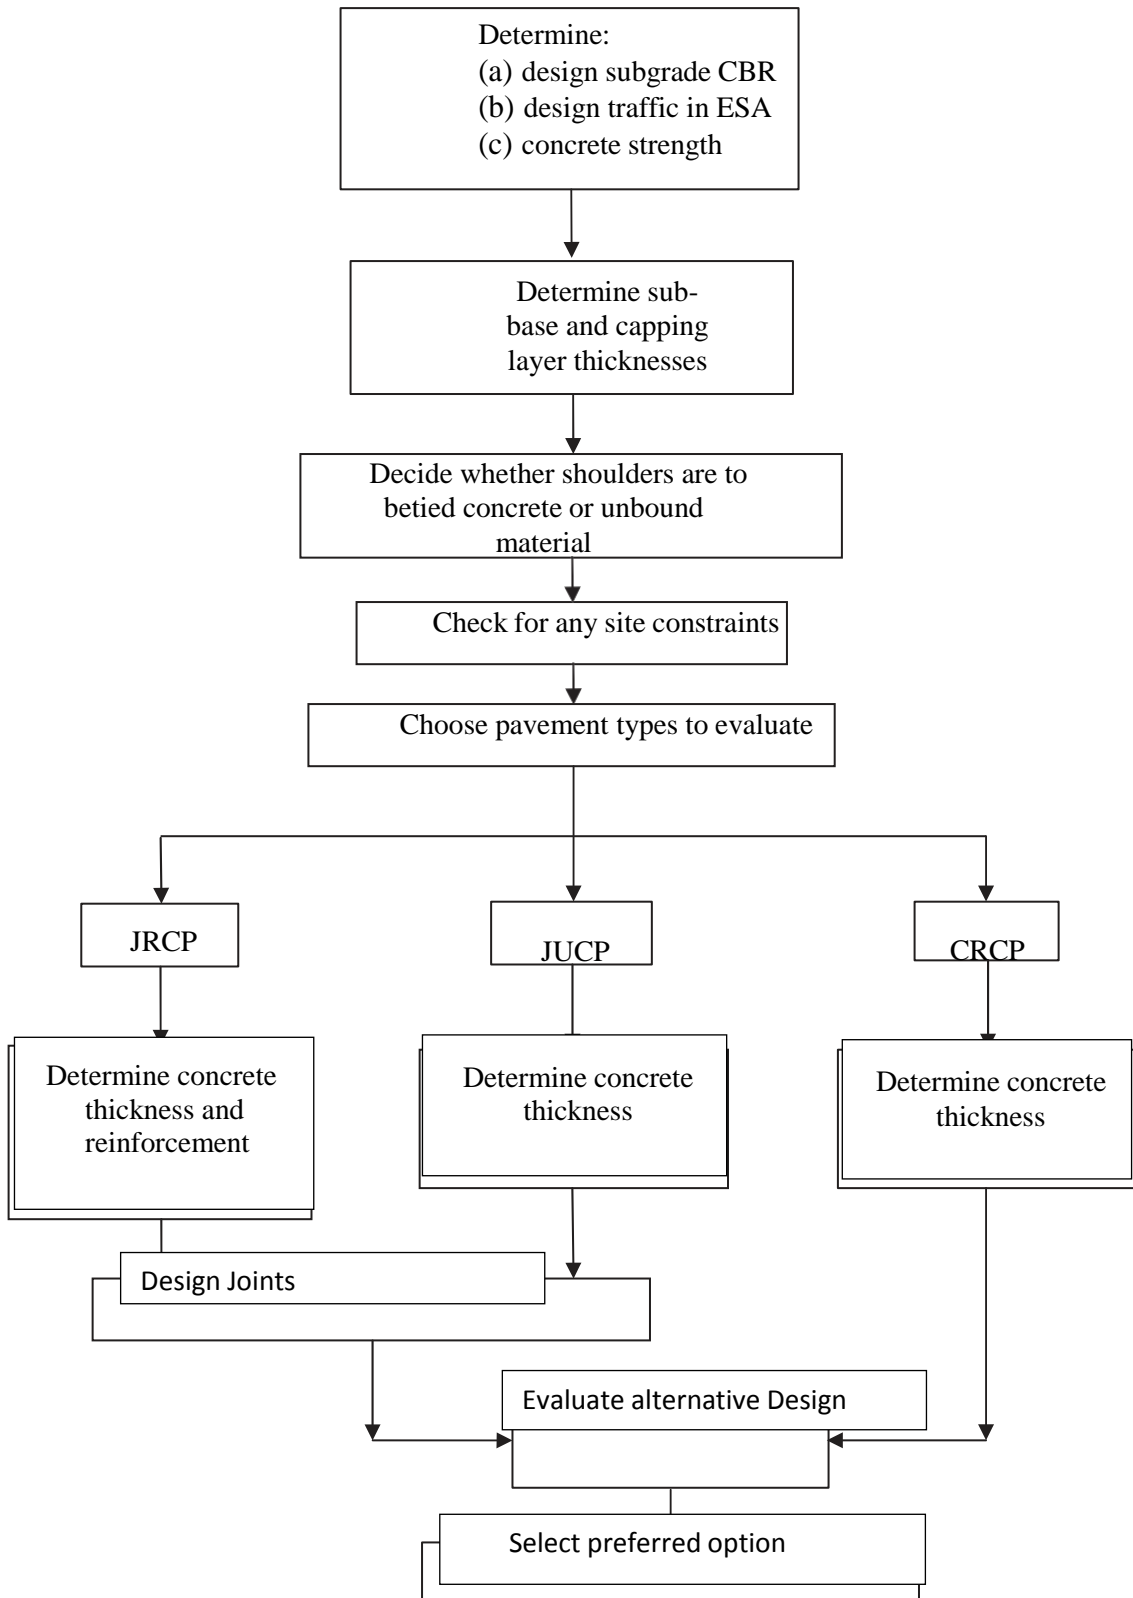 Determine:
(a) design subgrade CBR
(b) design traffic in ESA
(c) concrete strength
Determine sub-
base and capping
layer thicknesses
Decide whether shoulders are to
betied concrete or unbound
material
Check for any site constraints
Choose pavement types to evaluate
JRCP
JUCP
CRCP
Determine concrete
thickness and
reinforcement
Determine concrete
thickness
Determine concrete
thickness
Design Joints
Evaluate alternative Design
Select preferred option